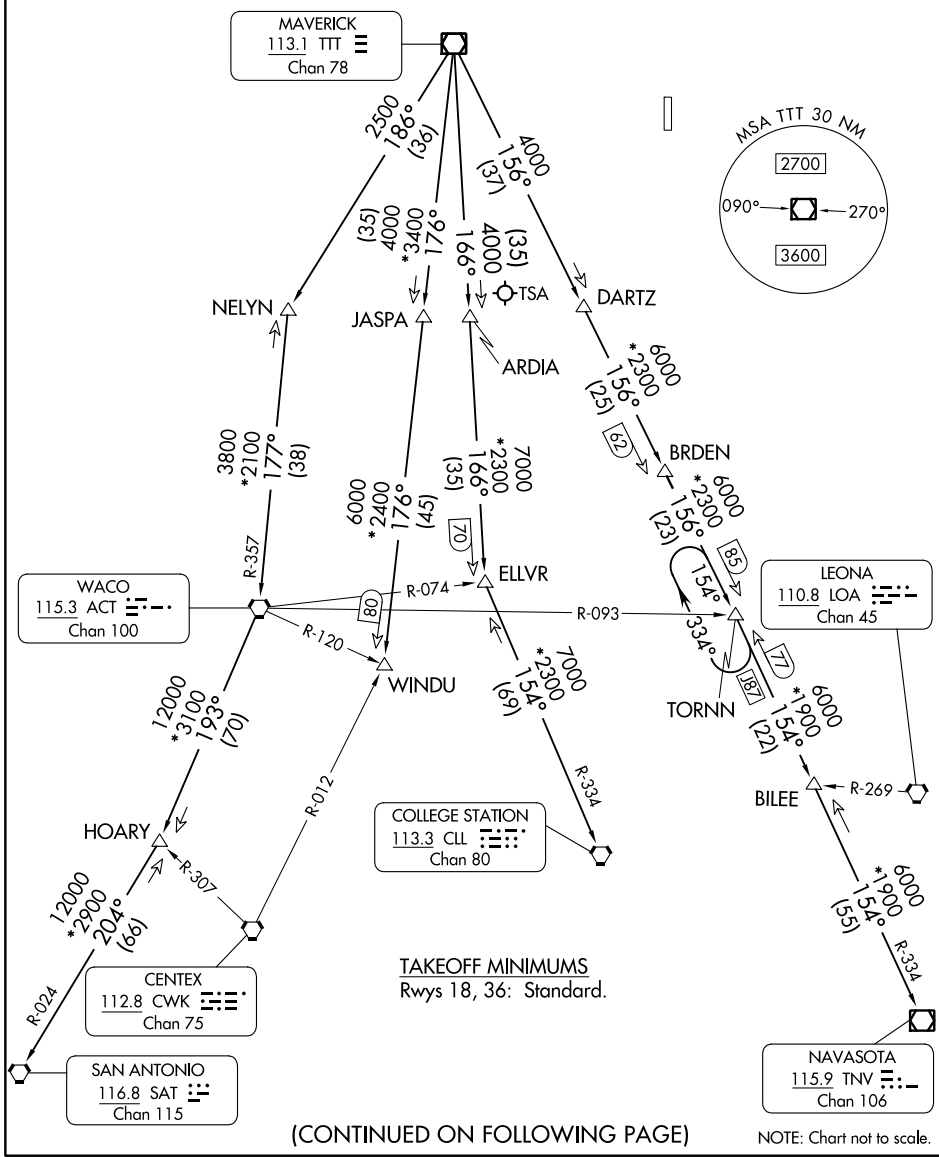 MAVERICK
113.1 TTT
Chan 78
2500
186°
(36)
(35)
4000
*3400
176°
(35)
4000
166°
4000
156°
(37)
MSA TTT 30 NM
2700
090°
270°
3600
TSA
NELYN
JASPA
ARDIA
DARTZ
6000
*2300
156°
(25)
62
BRDEN
3800
*2100
177°
(38)
6000
*2400
176°
(45)
7000
*2300
166°
(35)
6000
*2300
156°
(23)
R-357
80
70
ELLVR
85
154°
334°
WACO
115.3 ACT
Chan 100
R-074
R-093
R-120
LEONA
110.8 LOA
Chan 45
WINDU
TORNN
J87
77
12000
*3100
193°
(70)
7000
*2300
154°
(69)
6000
*1900
154°
(22)
R-012
R-334
BILEE
R-269
HOARY
R-307
COLLEGE STATION
113.3 CLL
Chan 80
12000
*2900
204°
(66)
6000
*1900
154°
(55)
R-334
R-024
CENTEX
112.8 CWK
Chan 75
TAKEOFF MINIMUMS
Rwys 18, 36: Standard.
SAN ANTONIO
116.8 SAT
Chan 115
NAVASOTA
115.9 TNV
Chan 106
(CONTINUED ON FOLLOWING PAGE)
NOTE: Chart not to scale.